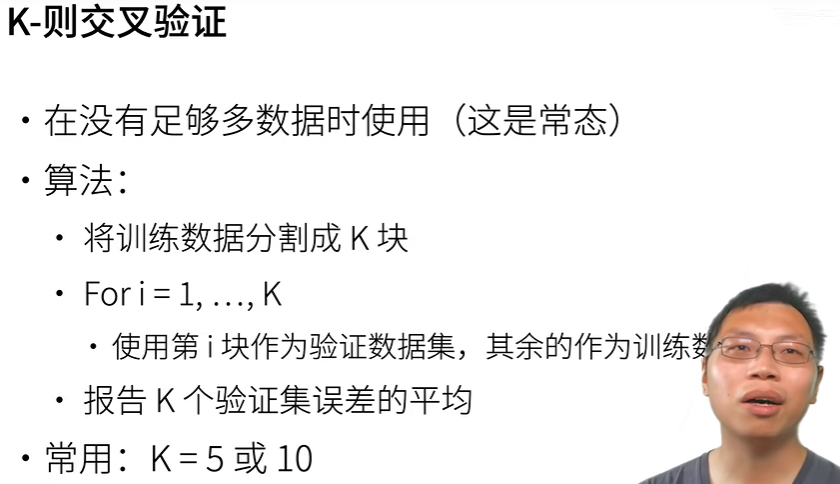 K-则交叉验证
• 在没有足够多数据时使用（这是常态）
• 算法：
• 将训练数据分割成 K 块
• For i = 1, …, K
• 使用第 i 块作为验证数据集，其余的作为训练数
• 报告 K 个验证集误差的平均
• 常用：K = 5 或 10